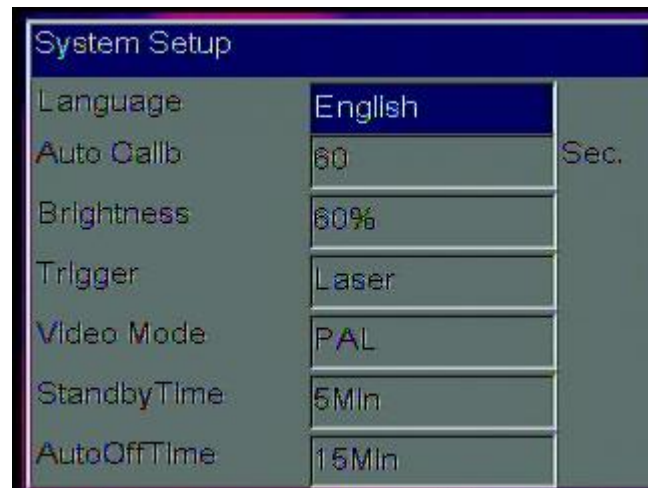 System Setup
Language English
Auto Calib 60 Sec.
Brightness 60%
Trigger Laser
Video Mode PAL
StandbyTime 5Min
AutoOffTime 15Min